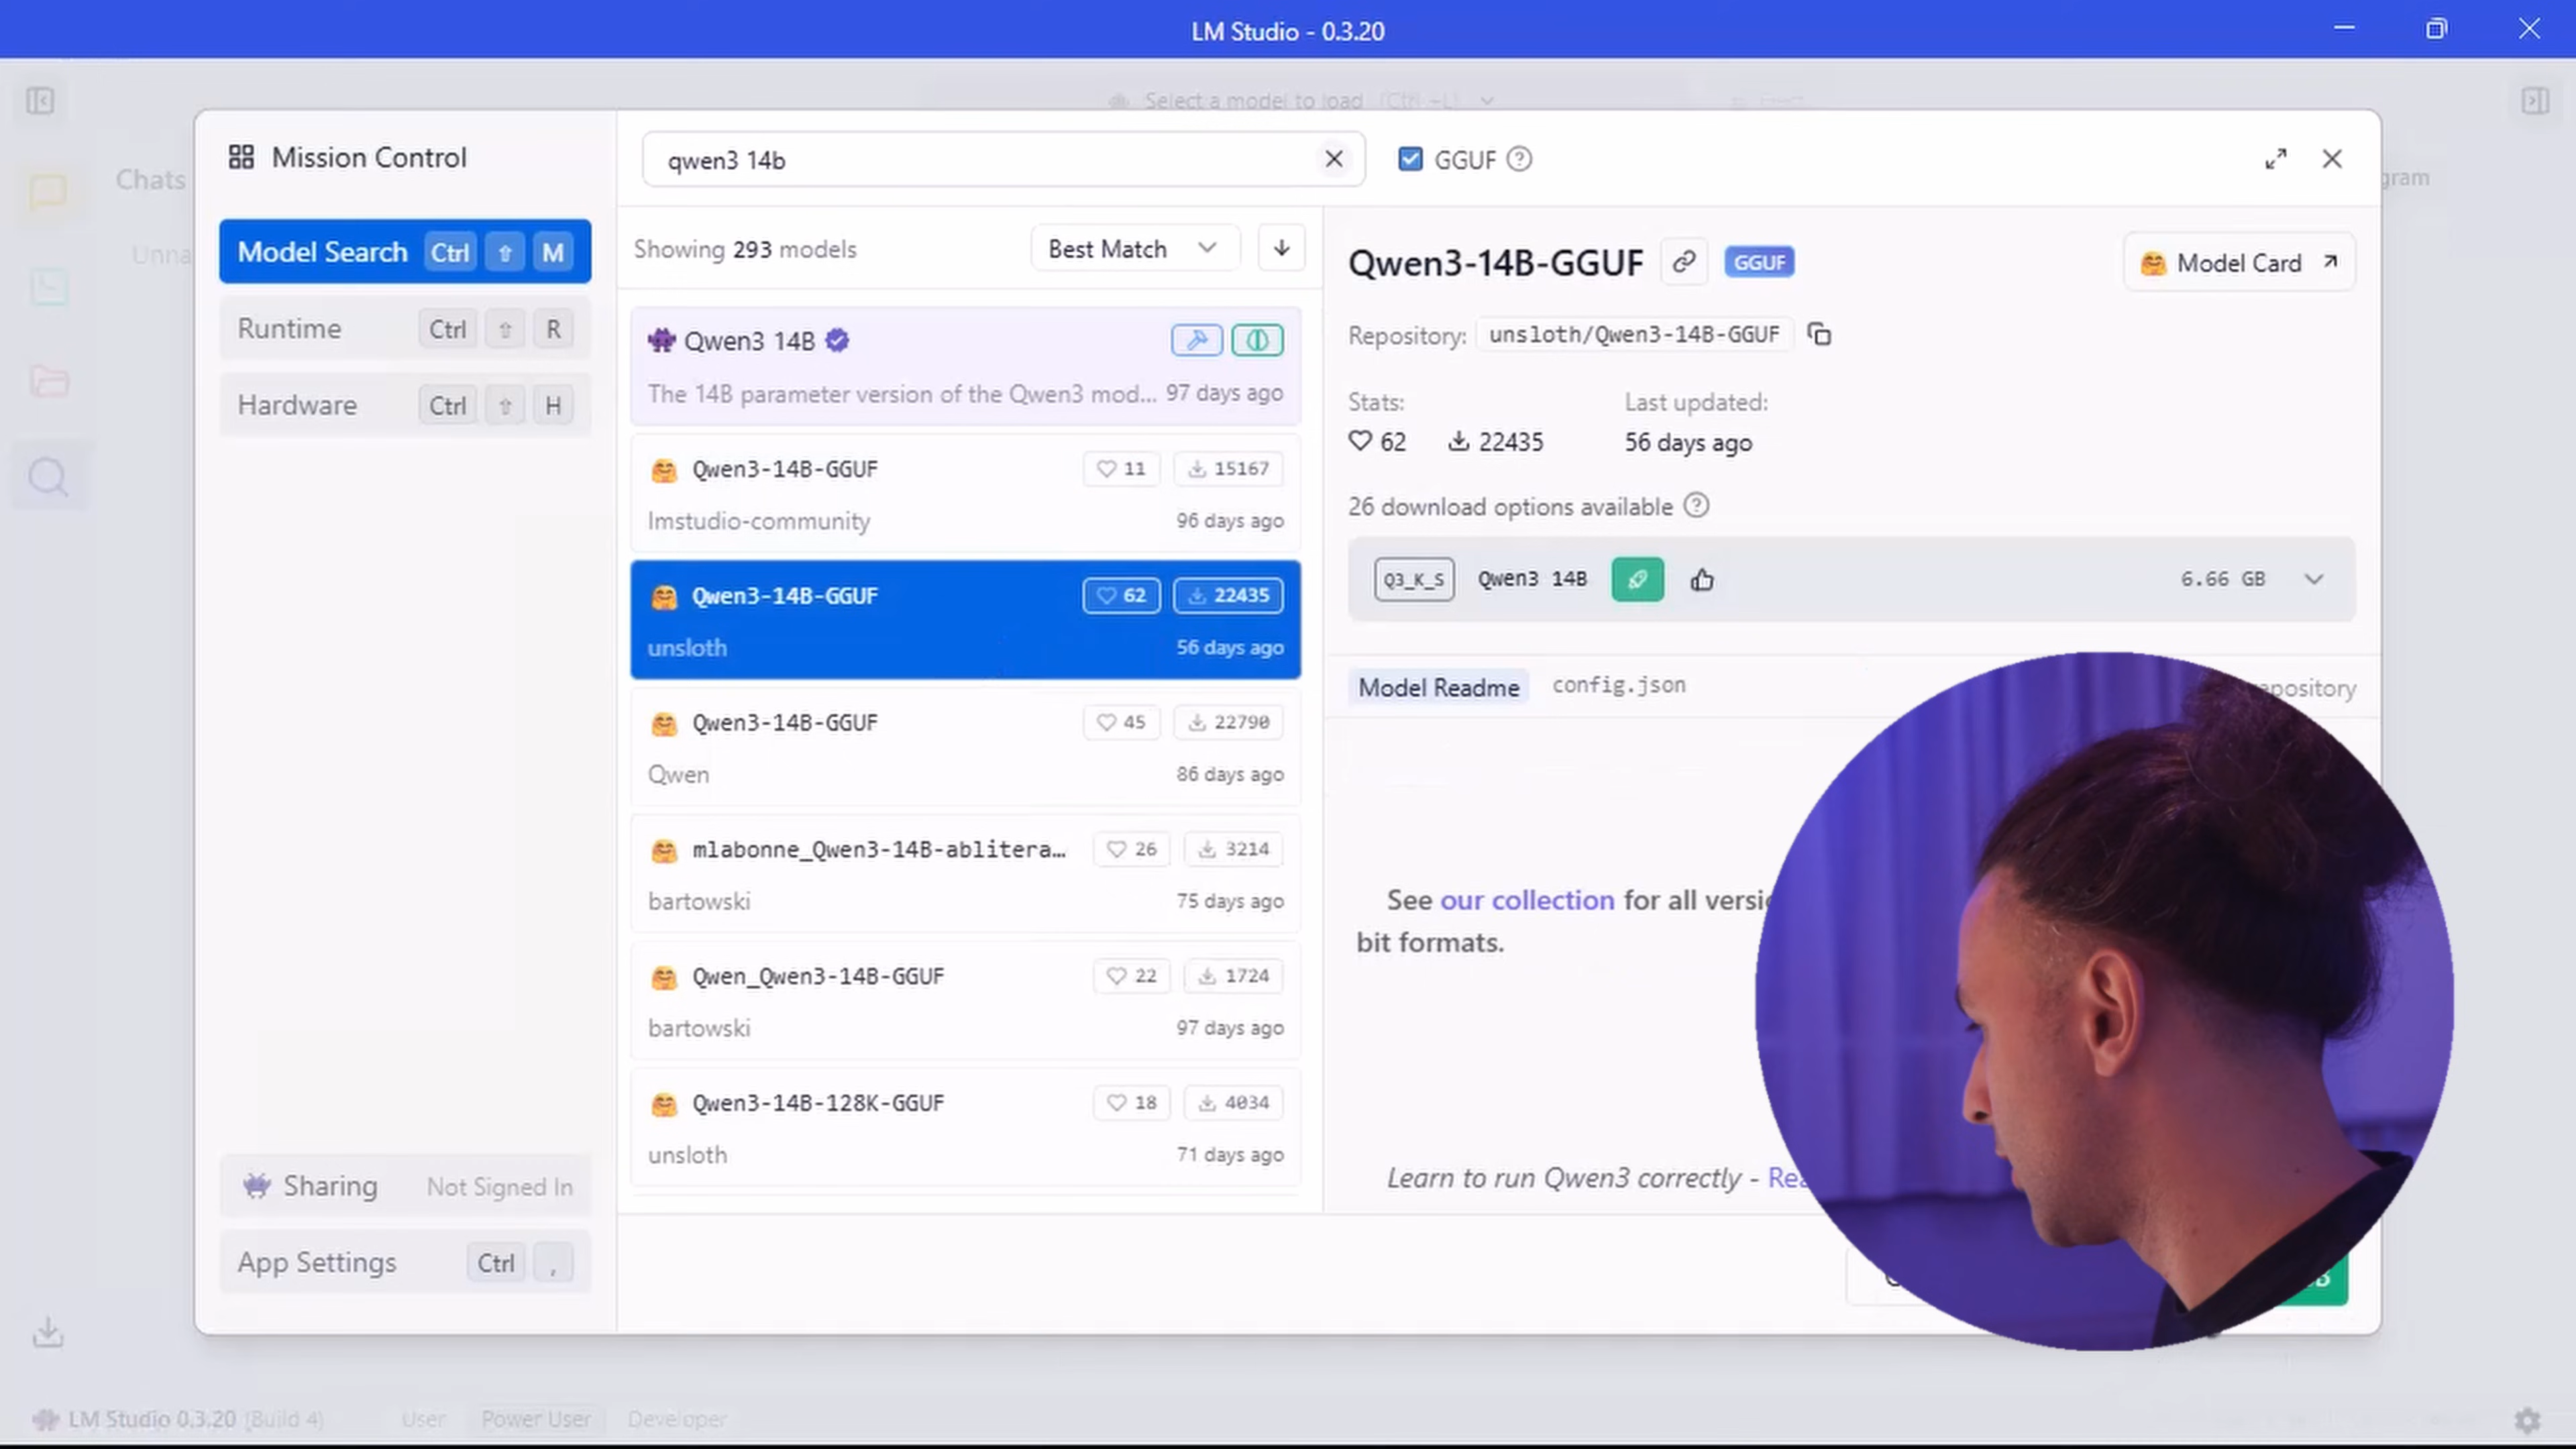 LM Studio - 0.3.20
Select a model to load (Ctrl +L)
Eject
Chats
Unna
gram
Mission Control
Model Search Ctrl ⇧ M
Runtime Ctrl ⇧ R
Hardware Ctrl ⇧ H
Sharing Not Signed In
App Settings Ctrl ,
qwen3 14b
GGUF
Showing 293 models
Best Match
Qwen3 14B
The 14B parameter version of the Qwen3 mod... 97 days ago
Qwen3-14B-GGUF 11 15167
lmstudio-community 96 days ago
Qwen3-14B-GGUF 62 22435
unsloth 56 days ago
Qwen3-14B-GGUF 45 22790
Qwen 86 days ago
mlabonne_Qwen3-14B-ablitera… 26 3214
bartowski 75 days ago
Qwen_Qwen3-14B-GGUF 22 1724
bartowski 97 days ago
Qwen3-14B-128K-GGUF 18 4034
unsloth 71 days ago
Qwen3-14B-GGUF GGUF
Model Card
Repository: unsloth/Qwen3-14B-GGUF
Stats: Last updated:
62 22435 56 days ago
26 download options available
Q3_K_S Qwen3 14B 6.66 GB
Model Readme config.json
epository
See our collection for all versi
bit formats.
Learn to run Qwen3 correctly - Rea
B
LM Studio 0.3.20 (Build 4) User Power User Developer